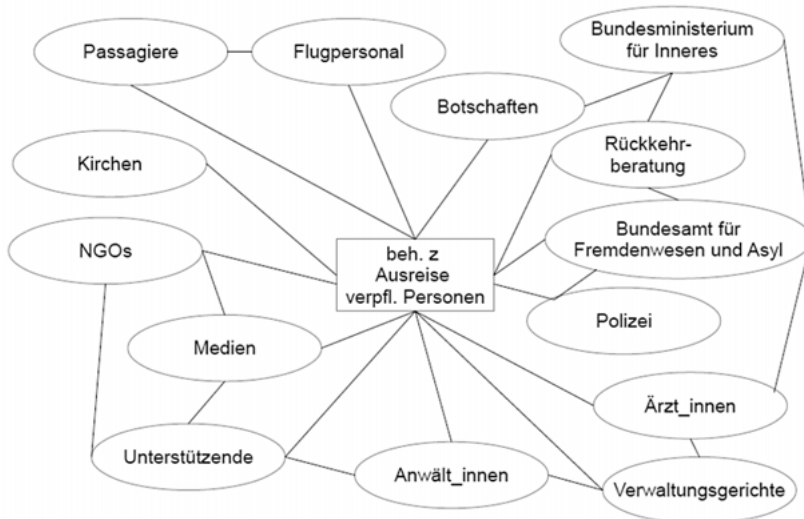 Passagiere
Flugpersonal
Bundesministerium
für Inneres
Botschaften
Kirchen
Rückkehr-
beratung
NGOs
beh. z
Ausreise
verpfl. Personen
Bundesamt für
Fremdenwesen und Asyl
Polizei
Medien
Ärzt_innen
Unterstützende
Anwält_innen
Verwaltungsgerichte